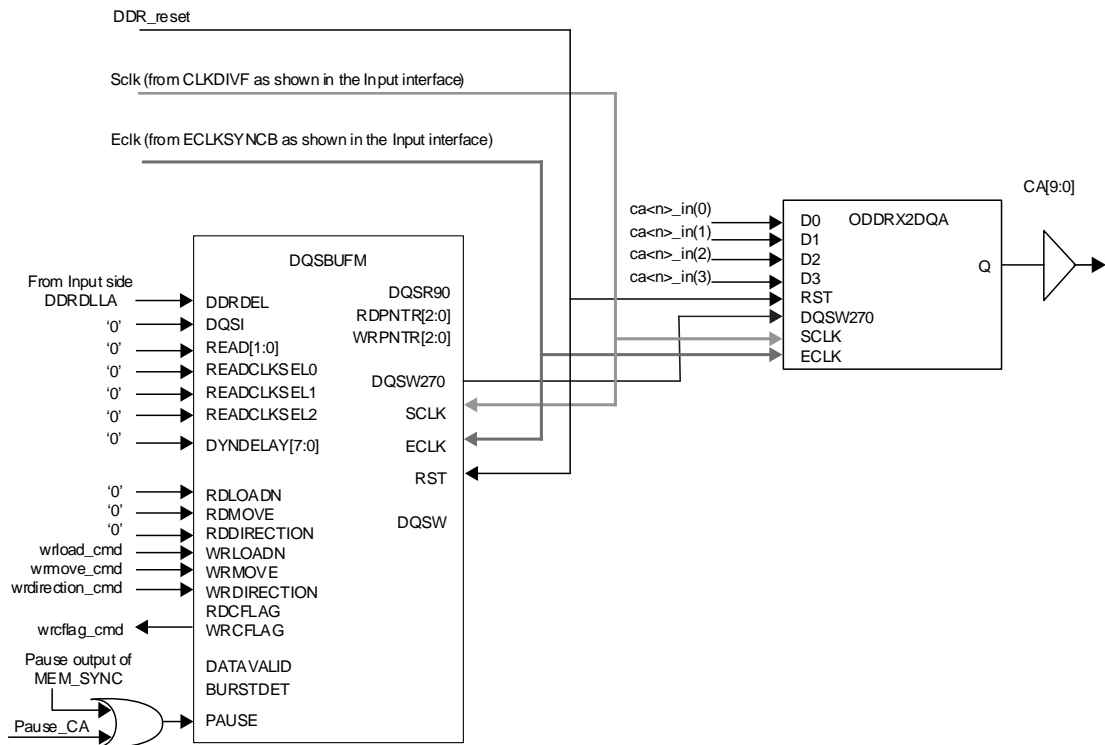 DDR_reset
Sclk (from CLKDIVF as shown in the Input interface)
Eclk (from ECLKSYNCB as shown in the Input interface)
CA[9:0]
ca<n>_in(0)
ca<n>_in(1)
ca<n>_in(2)
ca<n>_in(3)
D0
D1
D2
D3
RST
DQSW270
SCLK
ECLK
ODDRX2DQA
Q
DQSBUFM
From Input side
DDRDLLA
'0'
'0'
'0'
'0'
'0'
'0'
'0'
'0'
'0'
wrload_cmd
wrmove_cmd
wrdirection_cmd
wrcflag_cmd
Pause output of
MEM_SYNC
Pause_CA
DDRDEL
DQSI
READ[1:0]
READCLKSEL0
READCLKSEL1
READCLKSEL2
DYNDELAY[7:0]
RDLOADN
RDMOVE
RDDIRECTION
WRLOADN
WRMOVE
WRDIRECTION
RDCFLAG
WRCFLAG
DATAVALID
BURSTDET
PAUSE
DQSR90
RDPNTR[2:0]
WRPNTR[2:0]
DQSW270
SCLK
ECLK
RST
DQSW